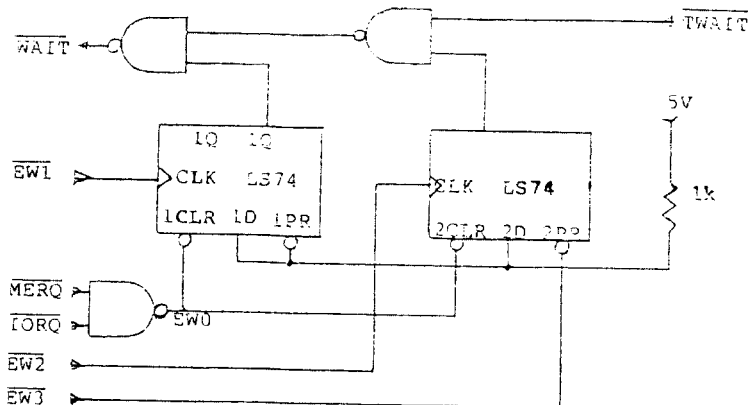 TWAIT
WAIT
5V
1Q 1Q
EW1
CLK LS74
CLK LS74
1k
1CLR 1D 1PR
2CLR 2D 2PR
MERQ
EW0
IORQ
EW2
EW3